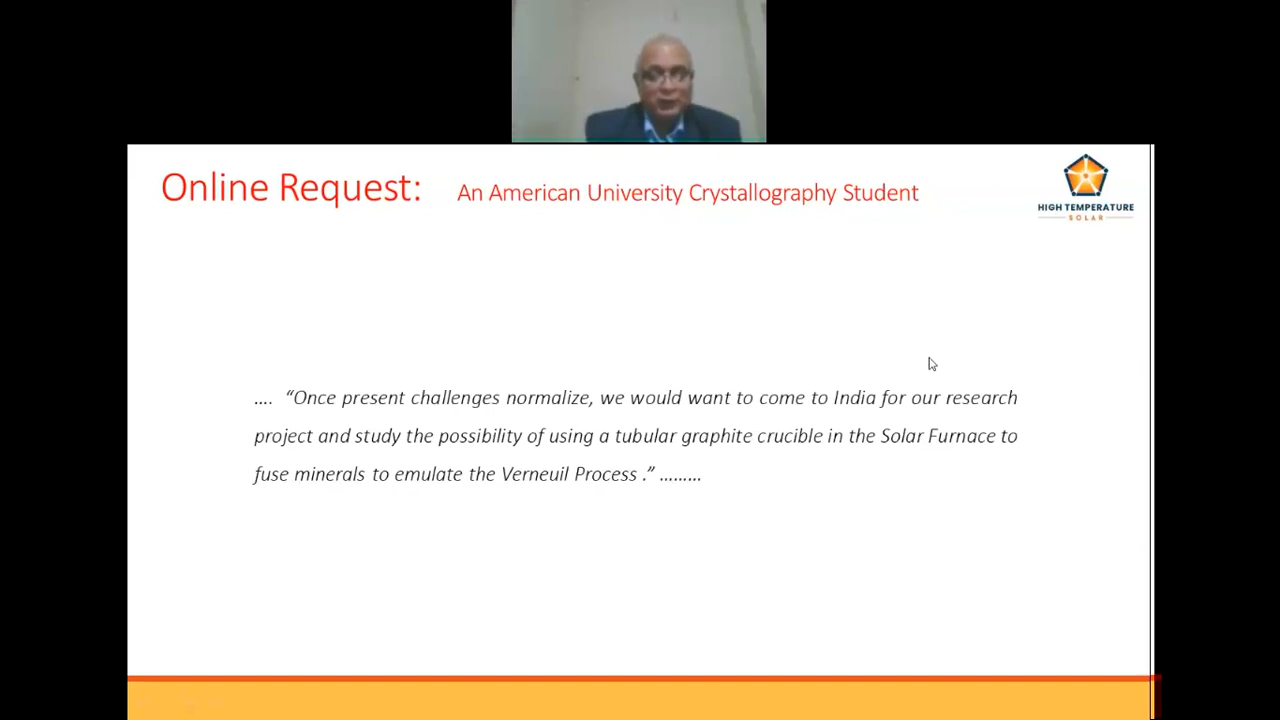 Online Request: An American University Crystallography Student
HIGH TEMPERATURE
SOLAR
.... “Once present challenges normalize, we would want to come to India for our research
project and study the possibility of using a tubular graphite crucible in the Solar Furnace to
fuse minerals to emulate the Verneuil Process .” .........